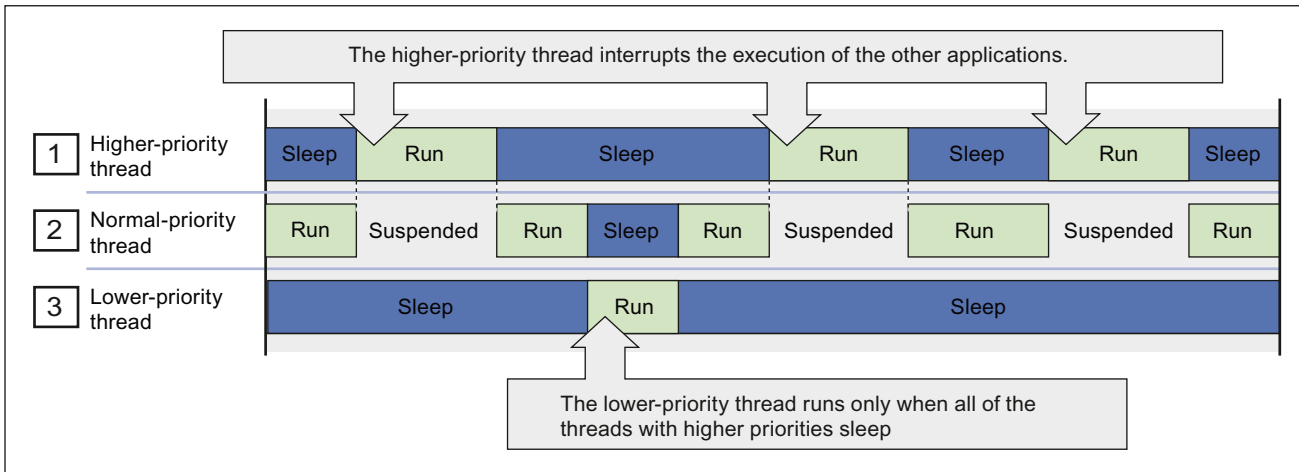 The higher-priority thread interrupts the execution of the other applications.
1 Higher-priority thread
Sleep Run Sleep Run Sleep Run Sleep
2 Normal-priority thread
Run Suspended Run Sleep Run Suspended Run Suspended Run
3 Lower-priority thread
Sleep Run Sleep
The lower-priority thread runs only when all of the
threads with higher priorities sleep